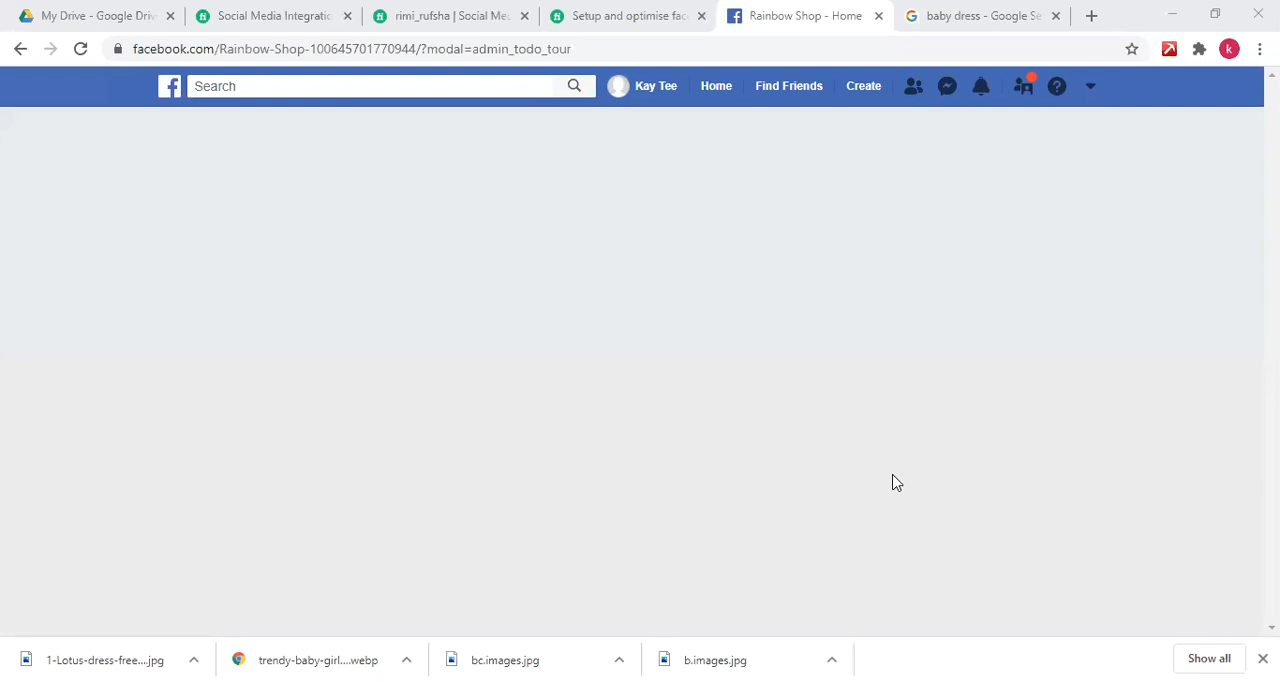 My Drive - Google Driv
Social Media Integratio
rimi_rufsha | Social Me
Setup and optimise fac
Rainbow Shop - Home
baby dress - Google Se
facebook.com/Rainbow-Shop-100645701770944/?modal=admin_todo_tour
k
Search
Kay Tee
Home
Find Friends
Create
1-Lotus-dress-free....jpg
trendy-baby-girl....webp
bc.images.jpg
b.images.jpg
Show all